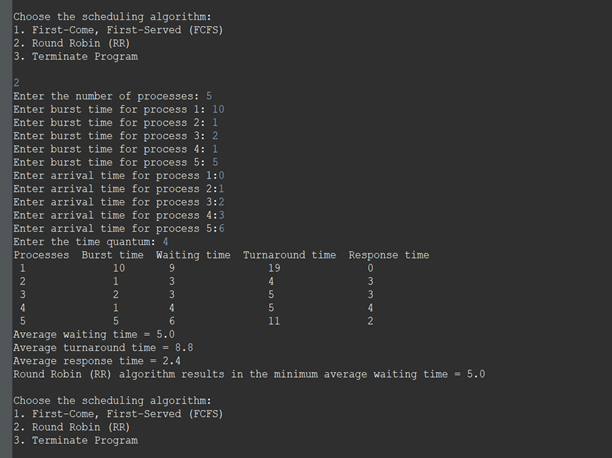 Choose the scheduling algorithm:
1. First-Come, First-Served (FCFS)
2. Round Robin (RR)
3. Terminate Program
2
Enter the number of processes: 5
Enter burst time for process 1: 10
Enter burst time for process 2: 1
Enter burst time for process 3: 2
Enter burst time for process 4: 1
Enter burst time for process 5: 5
Enter arrival time for process 1:0
Enter arrival time for process 2:1
Enter arrival time for process 3:2
Enter arrival time for process 4:3
Enter arrival time for process 5:6
Enter the time quantum: 4
Processes  Burst time  Waiting time  Turnaround time  Response time
1 10 9 19 0
2 1 3 4 3
3 2 3 5 3
4 1 4 5 4
5 5 6 11 2
Average waiting time = 5.0
Average turnaround time = 8.8
Average response time = 2.4
Round Robin (RR) algorithm results in the minimum average waiting time = 5.0
Choose the scheduling algorithm:
1. First-Come, First-Served (FCFS)
2. Round Robin (RR)
3. Terminate Program